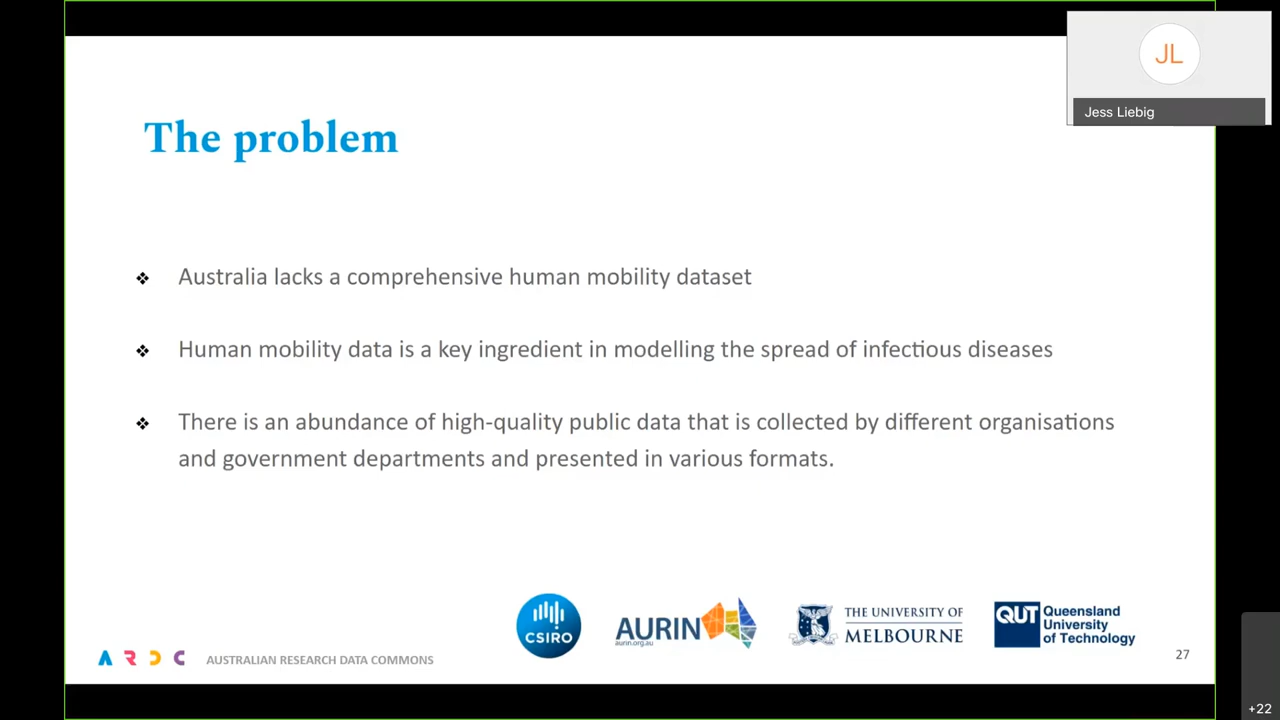 JL
Jess Liebig
The problem
❖ Australia lacks a comprehensive human mobility dataset
❖ Human mobility data is a key ingredient in modelling the spread of infectious diseases
❖ There is an abundance of high-quality public data that is collected by different organisations
and government departments and presented in various formats.
CSIRO
AURIN
aurin.org.au
THE UNIVERSITY OF
MELBOURNE
QUT
Queensland
University
of Technology
ARDC AUSTRALIAN RESEARCH DATA COMMONS
27
+22